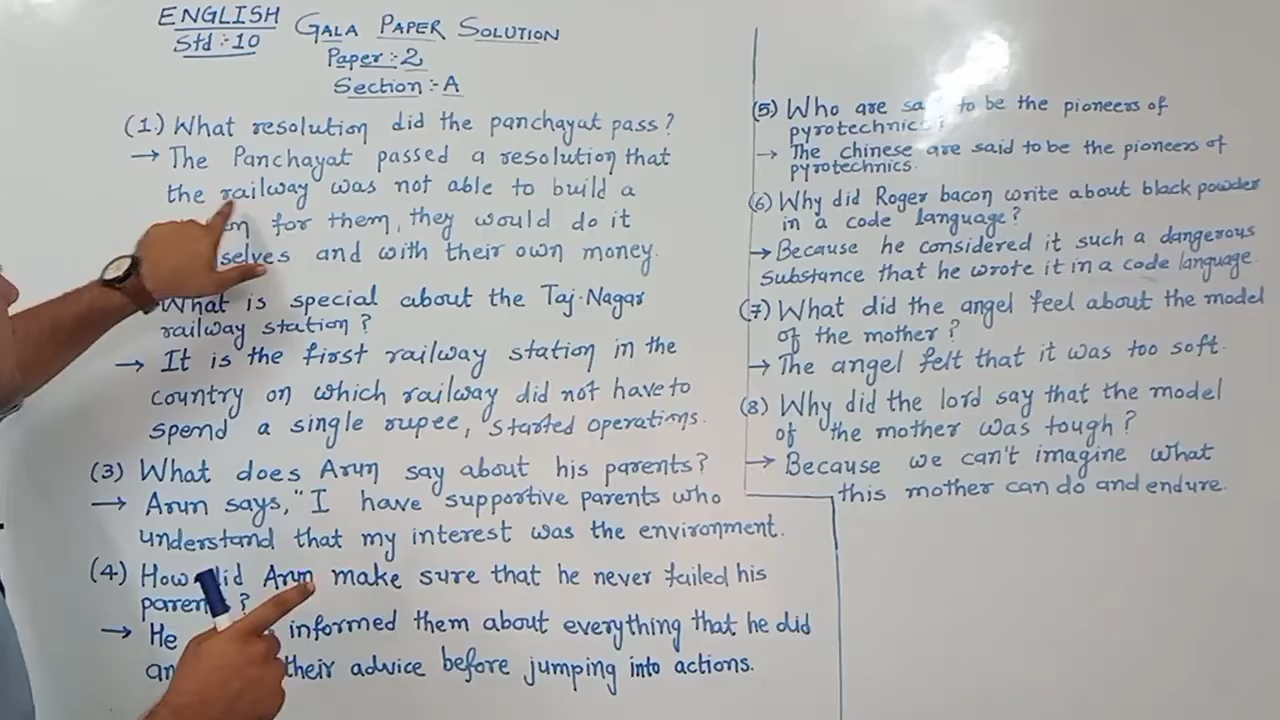 ENGLISH
Std :- 10
GALA PAPER SOLUTION
Paper :- 2
Section :- A
(1.) What resolution did the panchayat pass?
→ The Panchayat passed a resolution that
the railway was not able to build a
for them, they would do it
selves and with their own money.
What is special about the Taj-Nagar
railway station?
→ It is the first railway station in the
country on which railway did not have to
spend a single rupee, started operations.
(3) What does Arun say about his parents?
→ Arun says, "I have supportive parents who
understand that my interest was the environment.
(4) How did Arun make sure that he never failed his
parents?
→ He informed them about everything that he did
their advice before jumping into actions.
(5) Who are to be the pioneers of
pyrotechnics?
→ The chinese are said to be the pioneers of
pyrotechnics.
(6) Why did Roger bacon write about black powder
in a code language?
→ Because he considered it such a dangerous
substance that he wrote it in a code language.
(7) What did the angel feel about the model
of the mother?
→ The angel felt that it was too soft.
(8) Why did the lord say that the model
of the mother was tough?
→ Because we can't imagine what
this mother can do and endure.